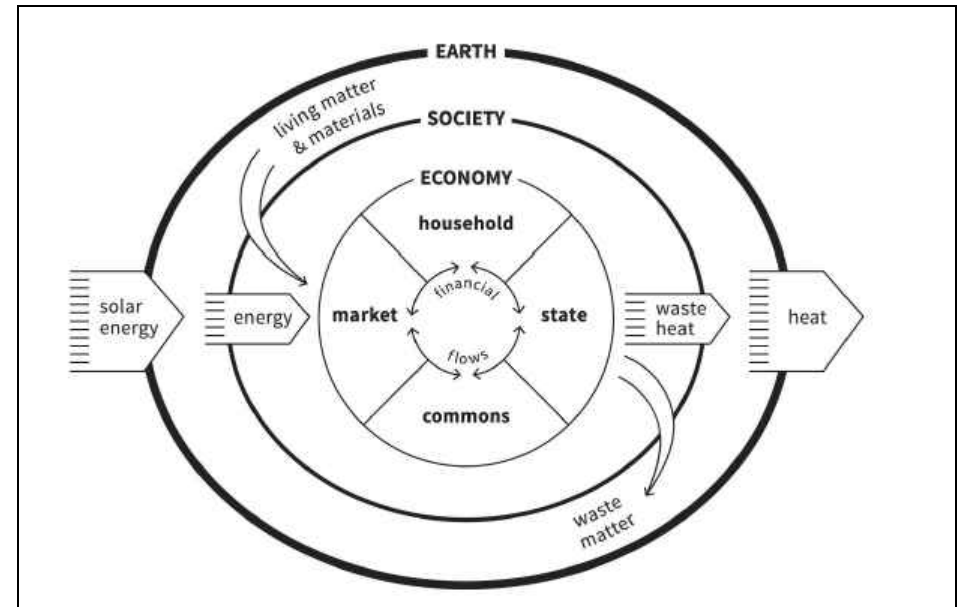 EARTH
living matter
& materials
SOCIETY
ECONOMY
household
solar
energy
energy
market
financial
flows
state
waste
heat
heat
commons
waste
matter